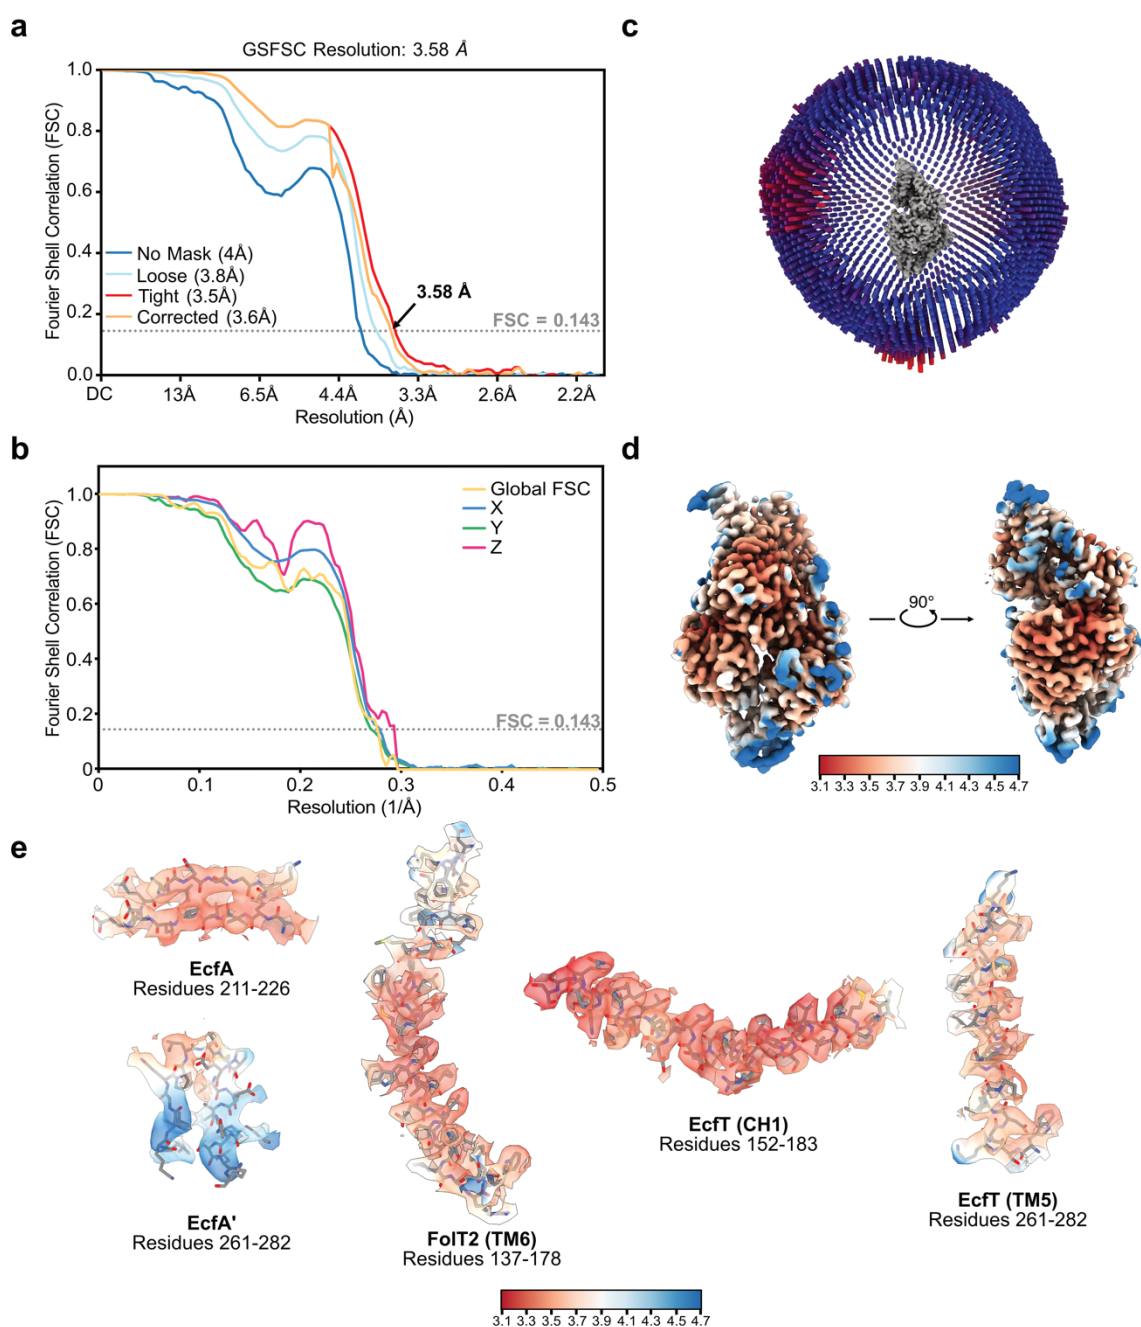 a
GSFSC Resolution: 3.58 Å
Fourier Shell Correlation (FSC)
1.0
0.8
0.6
0.4
0.2
0.0
No Mask (4Å)
Loose (3.8Å)
Tight (3.5Å)
Corrected (3.6Å)
3.58 Å
FSC = 0.143
DC 13Å 6.5Å 4.4Å 3.3Å 2.6Å 2.2Å
Resolution (Å)
b
Fourier Shell Correlation (FSC)
1.0
0.8
0.6
0.4
0.2
0
Global FSC
X
Y
Z
FSC = 0.143
0 0.1 0.2 0.3 0.4 0.5
Resolution (1/Å)
c
d
90°
3.1 3.3 3.5 3.7 3.9 4.1 4.3 4.5 4.7
e
EcfA
Residues 211-226
EcfA'
Residues 261-282
FolT2 (TM6)
Residues 137-178
EcfT (CH1)
Residues 152-183
EcfT (TM5)
Residues 261-282
3.1 3.3 3.5 3.7 3.9 4.1 4.3 4.5 4.7